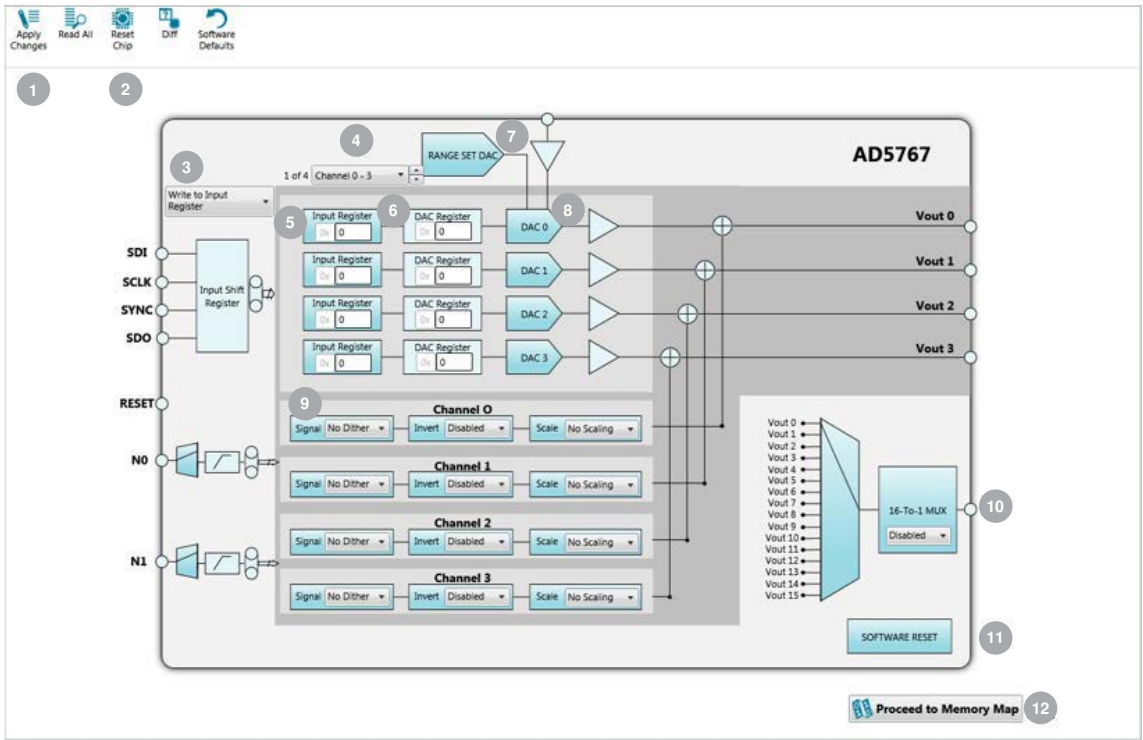 Apply
Changes
Read All
Reset
Chip
Diff
Software
Defaults
1
2
3
4
7
RANGE SET DAC
AD5767
1 of 4 Channel 0 - 3
Write to Input
Register
5
6
8
Input Register
0x 0
DAC Register
0x 0
DAC 0
Vout 0
Input Register
0x 0
DAC Register
0x 0
DAC 1
Vout 1
Input Register
0x 0
DAC Register
0x 0
DAC 2
Vout 2
Input Register
0x 0
DAC Register
0x 0
DAC 3
Vout 3
SDI
SCLK
SYNC
SDO
Input Shift
Register
RESET
N0
N1
9
Channel O
Signal No Dither Invert Disabled Scale No Scaling
Channel 1
Signal No Dither Invert Disabled Scale No Scaling
Channel 2
Signal No Dither Invert Disabled Scale No Scaling
Channel 3
Signal No Dither Invert Disabled Scale No Scaling
Vout 0
Vout 1
Vout 2
Vout 3
Vout 4
Vout 5
Vout 6
Vout 7
Vout 8
Vout 9
Vout 10
Vout 11
Vout 12
Vout 13
Vout 14
Vout 15
16-To-1 MUX
Disabled
10
SOFTWARE RESET
11
Proceed to Memory Map
12